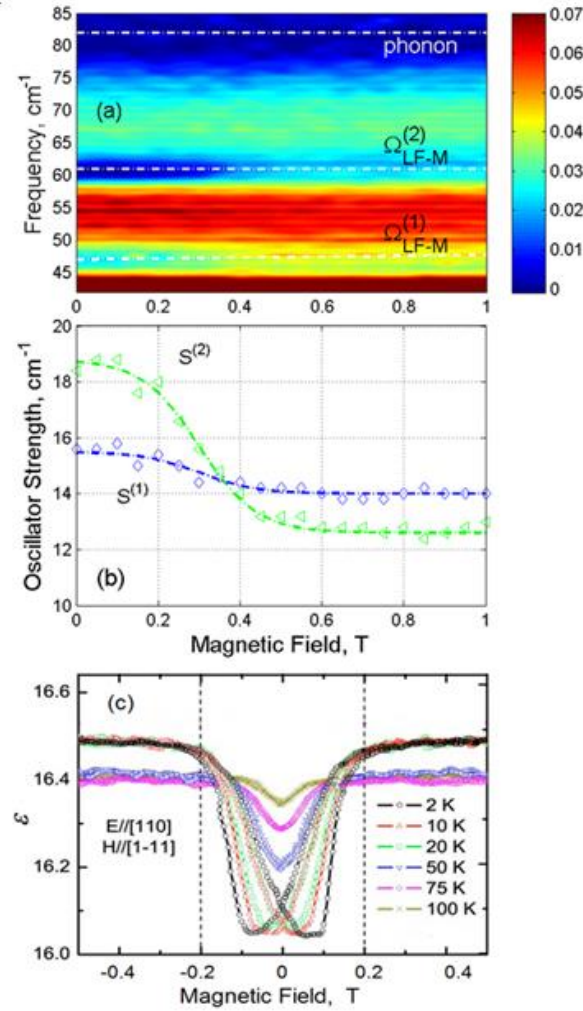 85
80
75
70
65
60
55
50
45
Frequency, cm⁻¹
(a)
phonon
Ω_LF-M^(2)
Ω_LF-M^(1)
0 0.2 0.4 0.6 0.8 1
0.07
0.06
0.05
0.04
0.03
0.02
0.01
0
20
18
16
14
12
10
Oscillator Strength, cm⁻¹
S⁽²⁾
S⁽¹⁾
(b)
0 0.2 0.4 0.6 0.8 1
Magnetic Field, T
(c)
16.6
16.4
16.2
16.0
ε
E//[110]
H//[1-11]
2 K
10 K
20 K
50 K
75 K
100 K
-0.4 -0.2 0 0.2 0.4
Magnetic Field, T